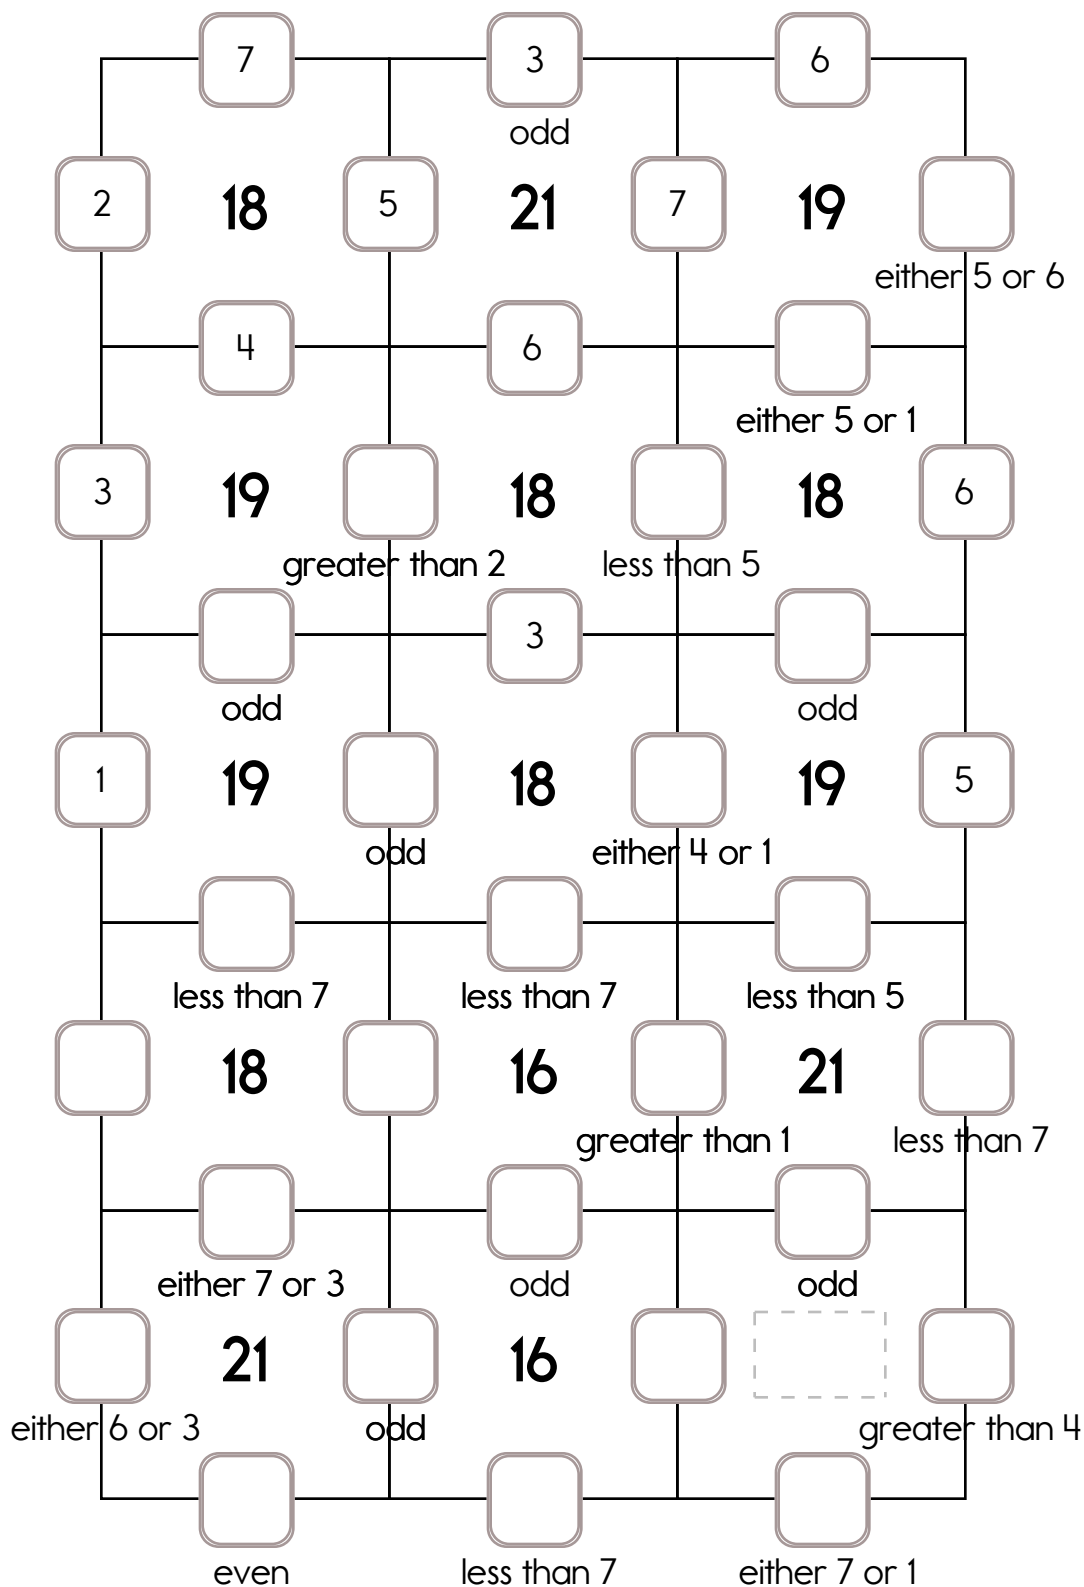 7 3 6
odd
2 18 5 21 7 19
either 5 or 6
4 6
either 5 or 1
3 19 18 18 6
greater than 2 less than 5
3
odd odd
1 19 18 19 5
odd either 4 or 1
less than 7 less than 7 less than 5
18 16 21
greater than 1 less than 7
either 7 or 3 odd odd
21 16
either 6 or 3 odd greater than 4
even less than 7 either 7 or 1